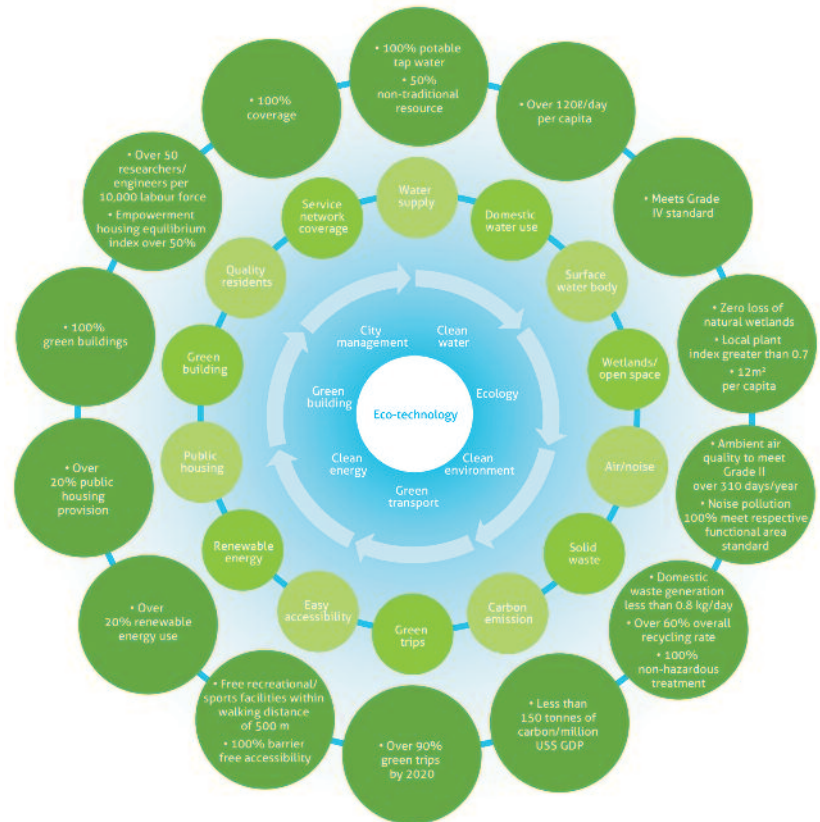 • 100% potable
tap water
• 50%
non-traditional
resource
• Over 120ℓ/day
per capita
• Meets Grade
IV standard
• Zero loss of
natural wetlands
• Local plant
index greater than 0.7
• 12m²
per capita
• Ambient air
quality to meet
Grade II
over 310 days/year
• Noise pollution
100% meet respective
functional area
standard
• Domestic
waste generation
less than 0.8 kg/day
• Over 60% overall
recycling rate
• 100%
non-hazardous
treatment
• Less than
150 tonnes of
carbon/million
US$ GDP
• Over 90%
green trips
by 2020
• Free recreational/
sports facilities within
walking distance
of 500 m
• 100% barrier
free accessibility
• Over
20% renewable
energy use
• Over
20% public
housing
provision
• 100%
green buildings
• Over 50
researchers/
engineers per
10,000 labour force
• Empowerment
housing equilibrium
index over 50%
• 100%
coverage
Water
supply
Domestic
water use
Surface
water body
Wetlands/
open space
Air/noise
Solid
waste
Carbon
emission
Green
trips
Easy
accessibility
Renewable
energy
Public
housing
Green
building
Quality
residents
Service
network
coverage
City
management
Clean
water
Ecology
Clean
environment
Green
transport
Clean
energy
Green
building
Eco-technology